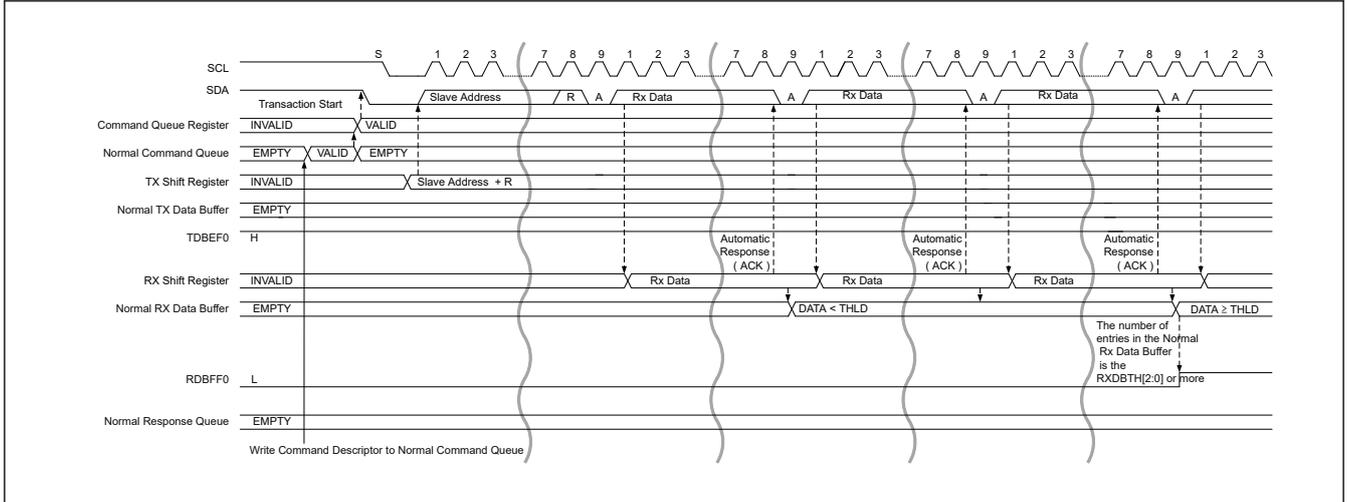 S 1 2 3 7 8 9 1 2 3 7 8 9 1 2 3 7 8 9 1 2 3 7 8 9 1 2 3
SCL
SDA Slave Address R A Rx Data A Rx Data A Rx Data A
Transaction Start
Command Queue Register INVALID VALID
Normal Command Queue EMPTY VALID EMPTY
TX Shift Register INVALID Slave Address + R
Normal TX Data Buffer EMPTY
TDBEF0 H
Automatic Response ( ACK )
Automatic Response ( ACK )
Automatic Response ( ACK )
RX Shift Register INVALID Rx Data Rx Data Rx Data
Normal RX Data Buffer EMPTY DATA < THLD DATA ≥ THLD
The number of
entries in the Normal
Rx Data Buffer
is the
RXDBTH[2:0] or more
RDBFF0 L
Normal Response Queue EMPTY
Write Command Descriptor to Normal Command Queue